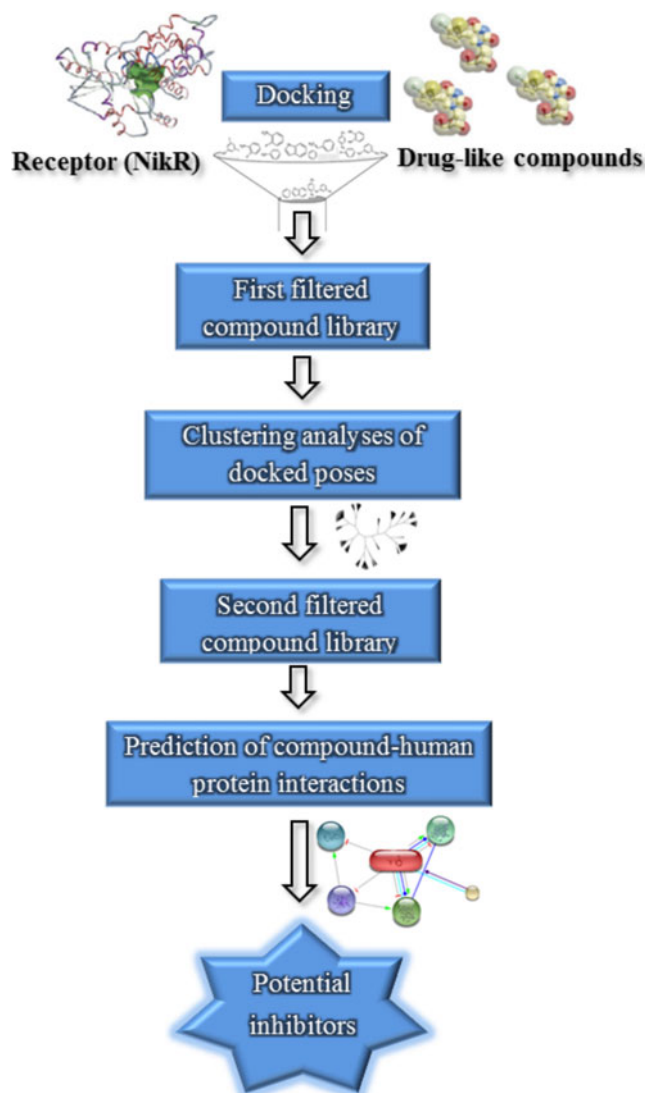 Docking
Receptor (NikR)
Drug-like compounds
First filtered
compound library
Clustering analyses of
docked poses
Second filtered
compound library
Prediction of compound-human
protein interactions
Potential
inhibitors